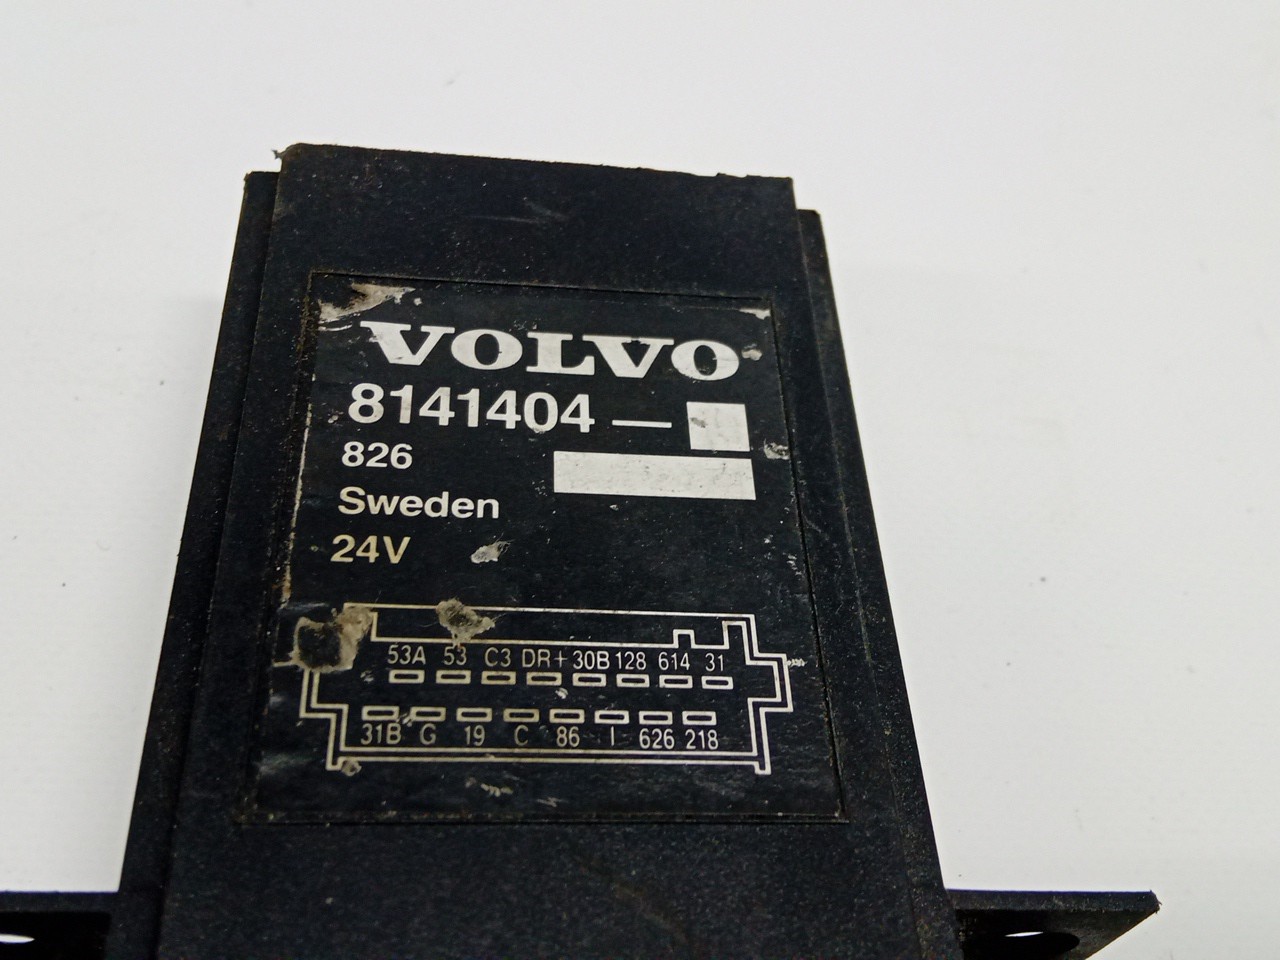 VOLVO
8141404 —
826
Sweden
24V
53A 53 C3 DR+ 30B 128 614 31
31B G 19 C 86 I 626 218